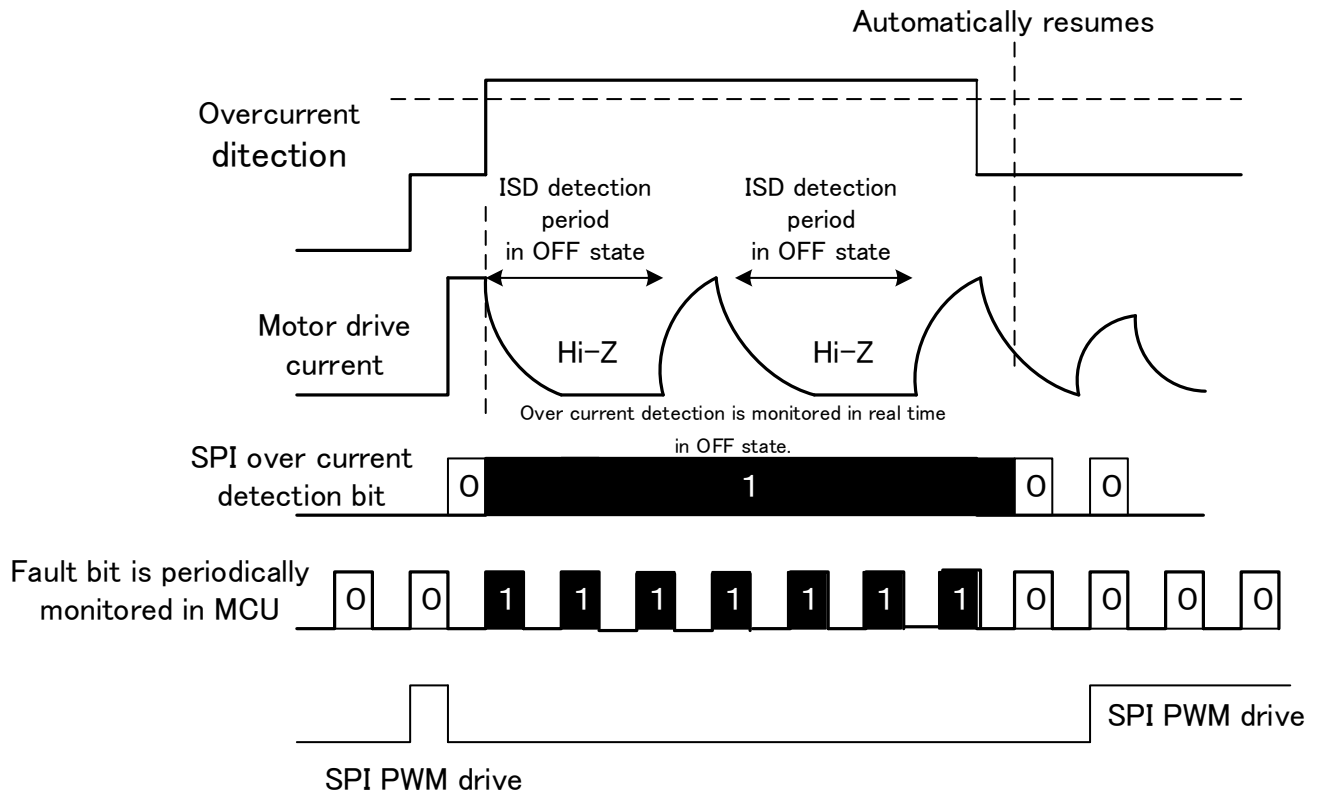 Automatically resumes
Overcurrent
ditection
ISD detection
period
in OFF state
ISD detection
period
in OFF state
Motor drive
current
Hi-Z
Hi-Z
Over current detection is monitored in real time
in OFF state.
SPI over current
detection bit
0 1 0 0
Fault bit is periodically
monitored in MCU
0 0 1 1 1 1 1 1 1 0 0 0 0
SPI PWM drive
SPI PWM drive